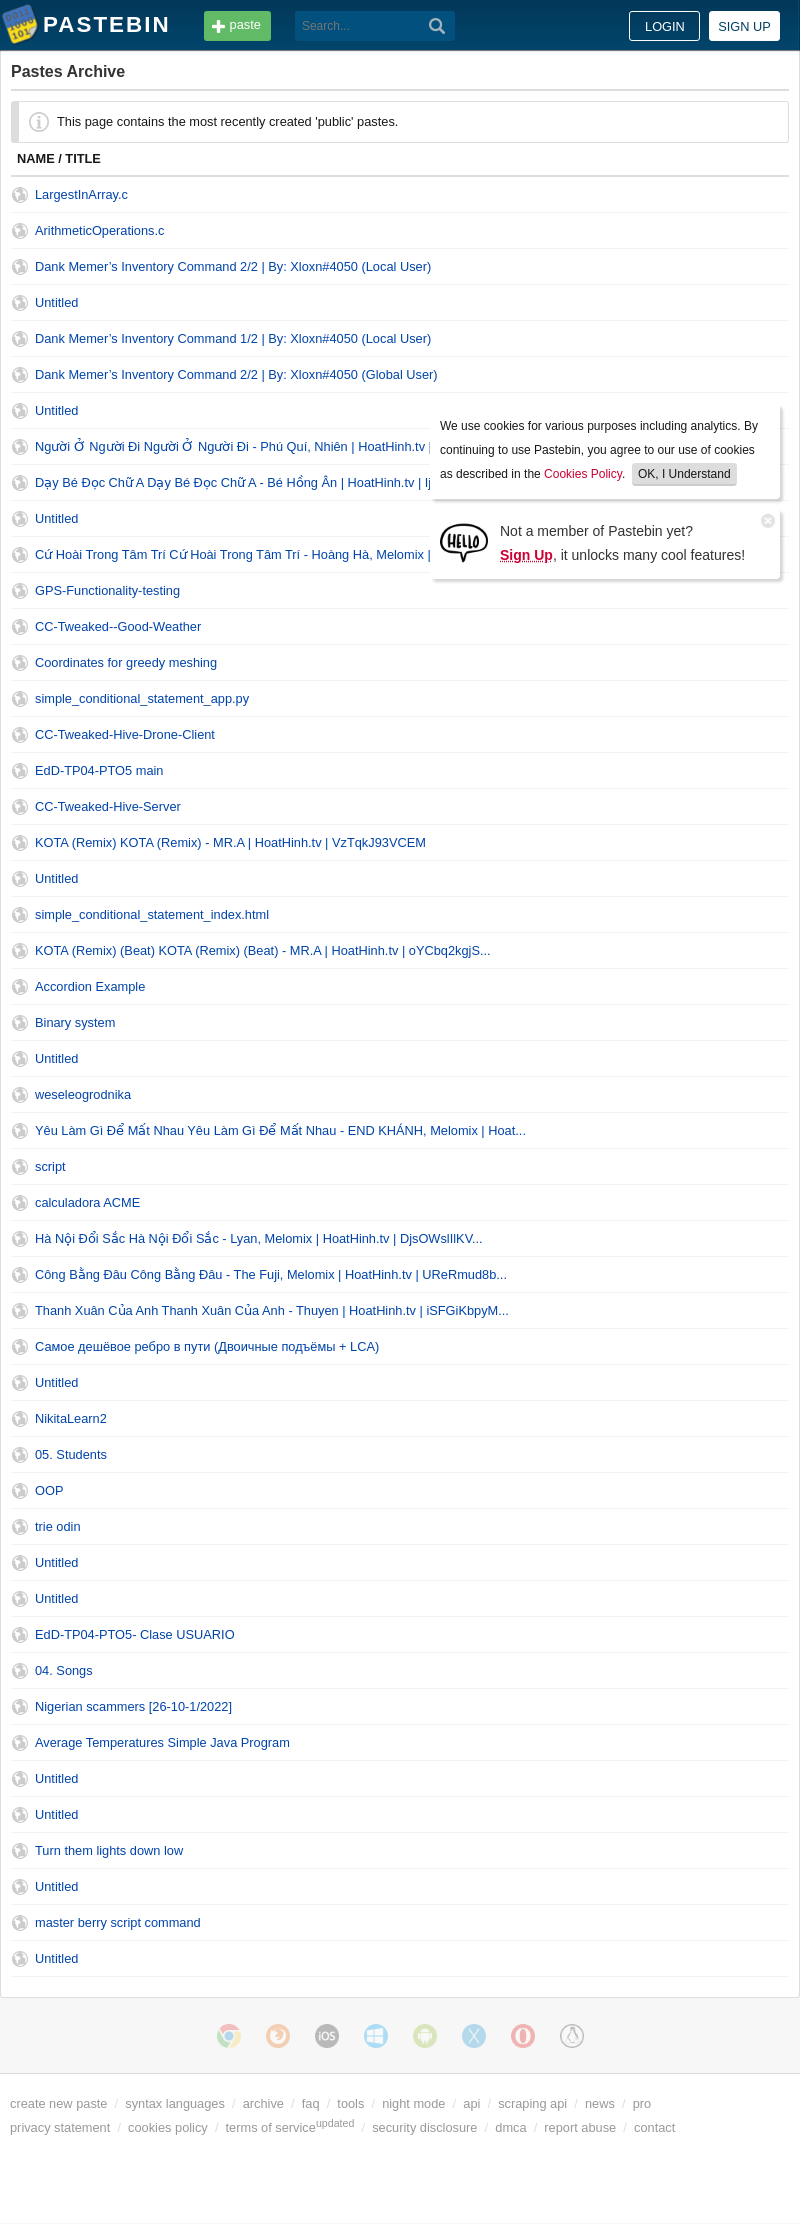 PASTEBIN
paste
Search...
LOGIN
SIGN UP
Pastes Archive
This page contains the most recently created 'public' pastes.
NAME / TITLE
LargestInArray.c
ArithmeticOperations.c
Dank Memer's Inventory Command 2/2 | By: Xloxn#4050 (Local User)
Untitled
Dank Memer's Inventory Command 1/2 | By: Xloxn#4050 (Local User)
Dank Memer's Inventory Command 2/2 | By: Xloxn#4050 (Global User)
Untitled
Người Ở Người Đi Người Ở Người Đi - Phú Quí, Nhiên | HoatHinh.tv |
Dạy Bé Đọc Chữ A Dạy Bé Đọc Chữ A - Bé Hồng Ân | HoatHinh.tv |
Untitled
Cứ Hoài Trong Tâm Trí Cứ Hoài Trong Tâm Trí - Hoàng Hà, Melomix |
We use cookies for various purposes including analytics. By
continuing to use Pastebin, you agree to our use of cookies
as described in the Cookies Policy. OK, I Understand
HELLO
Not a member of Pastebin yet?
Sign Up, it unlocks many cool features!
GPS-Functionality-testing
CC-Tweaked--Good-Weather
Coordinates for greedy meshing
simple_conditional_statement_app.py
CC-Tweaked-Hive-Drone-Client
EdD-TP04-PTO5 main
CC-Tweaked-Hive-Server
KOTA (Remix) KOTA (Remix) - MR.A | HoatHinh.tv | VzTqkJ93VCEM
Untitled
simple_conditional_statement_index.html
KOTA (Remix) (Beat) KOTA (Remix) (Beat) - MR.A | HoatHinh.tv | oYCbq2kgjS...
Accordion Example
Binary system
Untitled
weseleogrodnika
Yêu Làm Gì Để Mất Nhau Yêu Làm Gì Để Mất Nhau - END KHÁNH, Melomix | Hoat...
script
calculadora ACME
Hà Nội Đổi Sắc Hà Nội Đổi Sắc - Lyan, Melomix | HoatHinh.tv |
Công Bằng Đâu Công Bằng Đâu - The Fuji, Melomix | HoatHinh.tv | UReRmud8b...
Thanh Xuân Của Anh Thanh Xuân Của Anh - Thuyen | HoatHinh.tv | iSFGiKbpyM...
Самое дешёвое ребро в пути (Двоичные подъёмы + LCA)
Untitled
NikitaLearn2
05. Students
OOP
trie odin
Untitled
Untitled
EdD-TP04-PTO5- Clase USUARIO
04. Songs
Nigerian scammers [26-10-1/2022]
Average Temperatures Simple Java Program
Untitled
Untitled
Turn them lights down low
Untitled
master berry script command
Untitled
iOS
create new paste / syntax languages / archive / faq / tools / night mode / api / scraping api / news / pro
privacy statement / cookies policy / terms of service updated / security disclosure / dmca / report abuse / contact